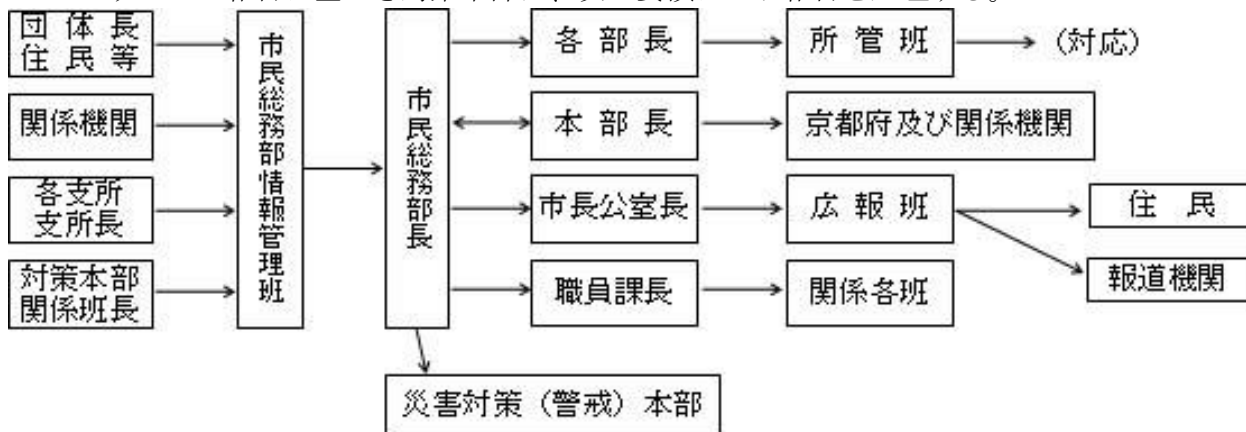 団体長
住民等
関係機関
各支所
支所長
対策本部
関係班長
市民総務部情報管理班
市民総務部長
各部長
所管班
(対応)
本部長
京都府及び関係機関
市長公室長
広報班
住民
報道機関
職員課長
関係各班
災害対策(警戒)本部